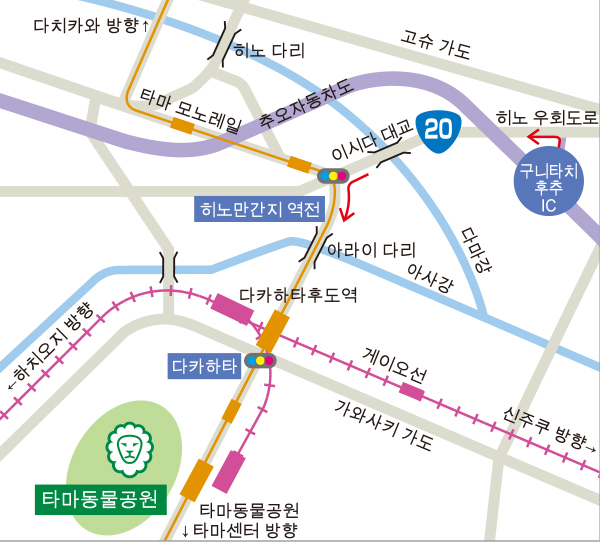 다치카와 방향↑
히노 다리
고슈 가도
타마 모노레일
추오자동차도
이시다 대교
20
히노 우회도로
구니타치
후추
IC
히노만간지 역전
아라이 다리
다마강
아사강
다카하타후도역
←하치오지 방향
다카하타
게이오선
가와사키 가도
신주쿠 방향→
타마동물공원
타마동물공원
↓타마센터 방향